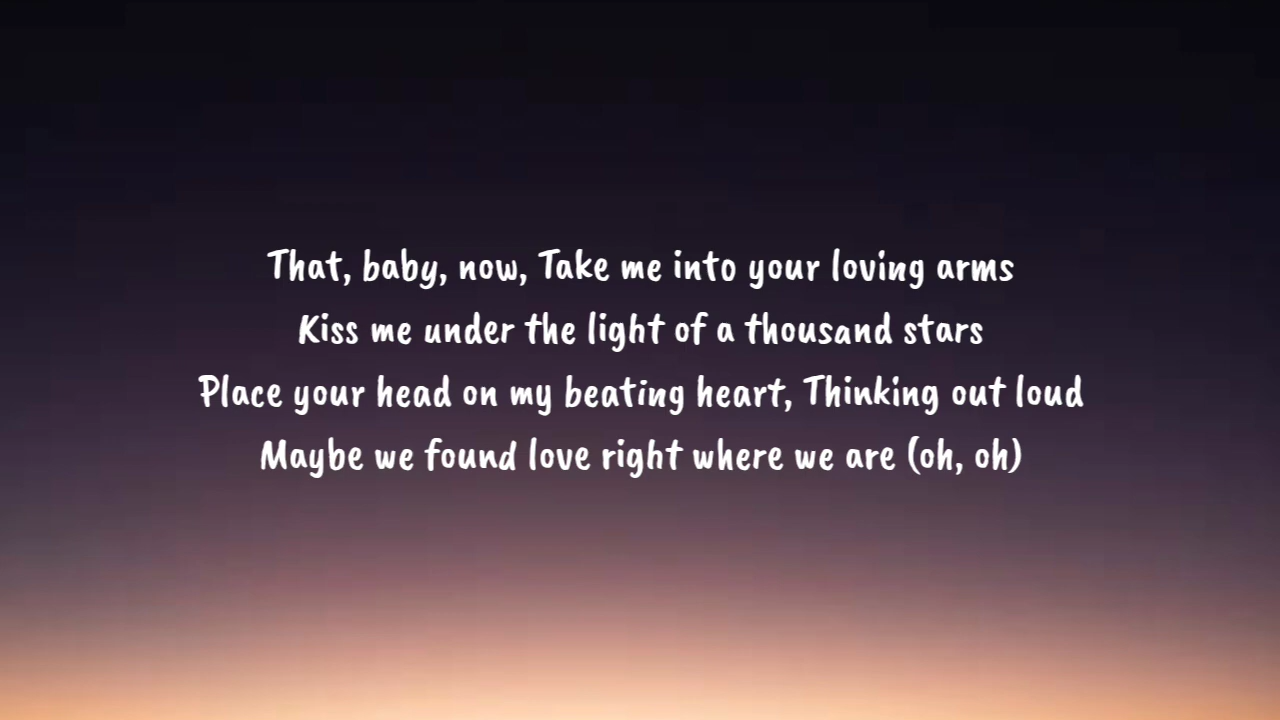 That, baby, now, Take me into your loving arms
Kiss me under the light of a thousand stars
Place your head on my beating heart, Thinking out loud
Maybe we found love right where we are (oh, oh)